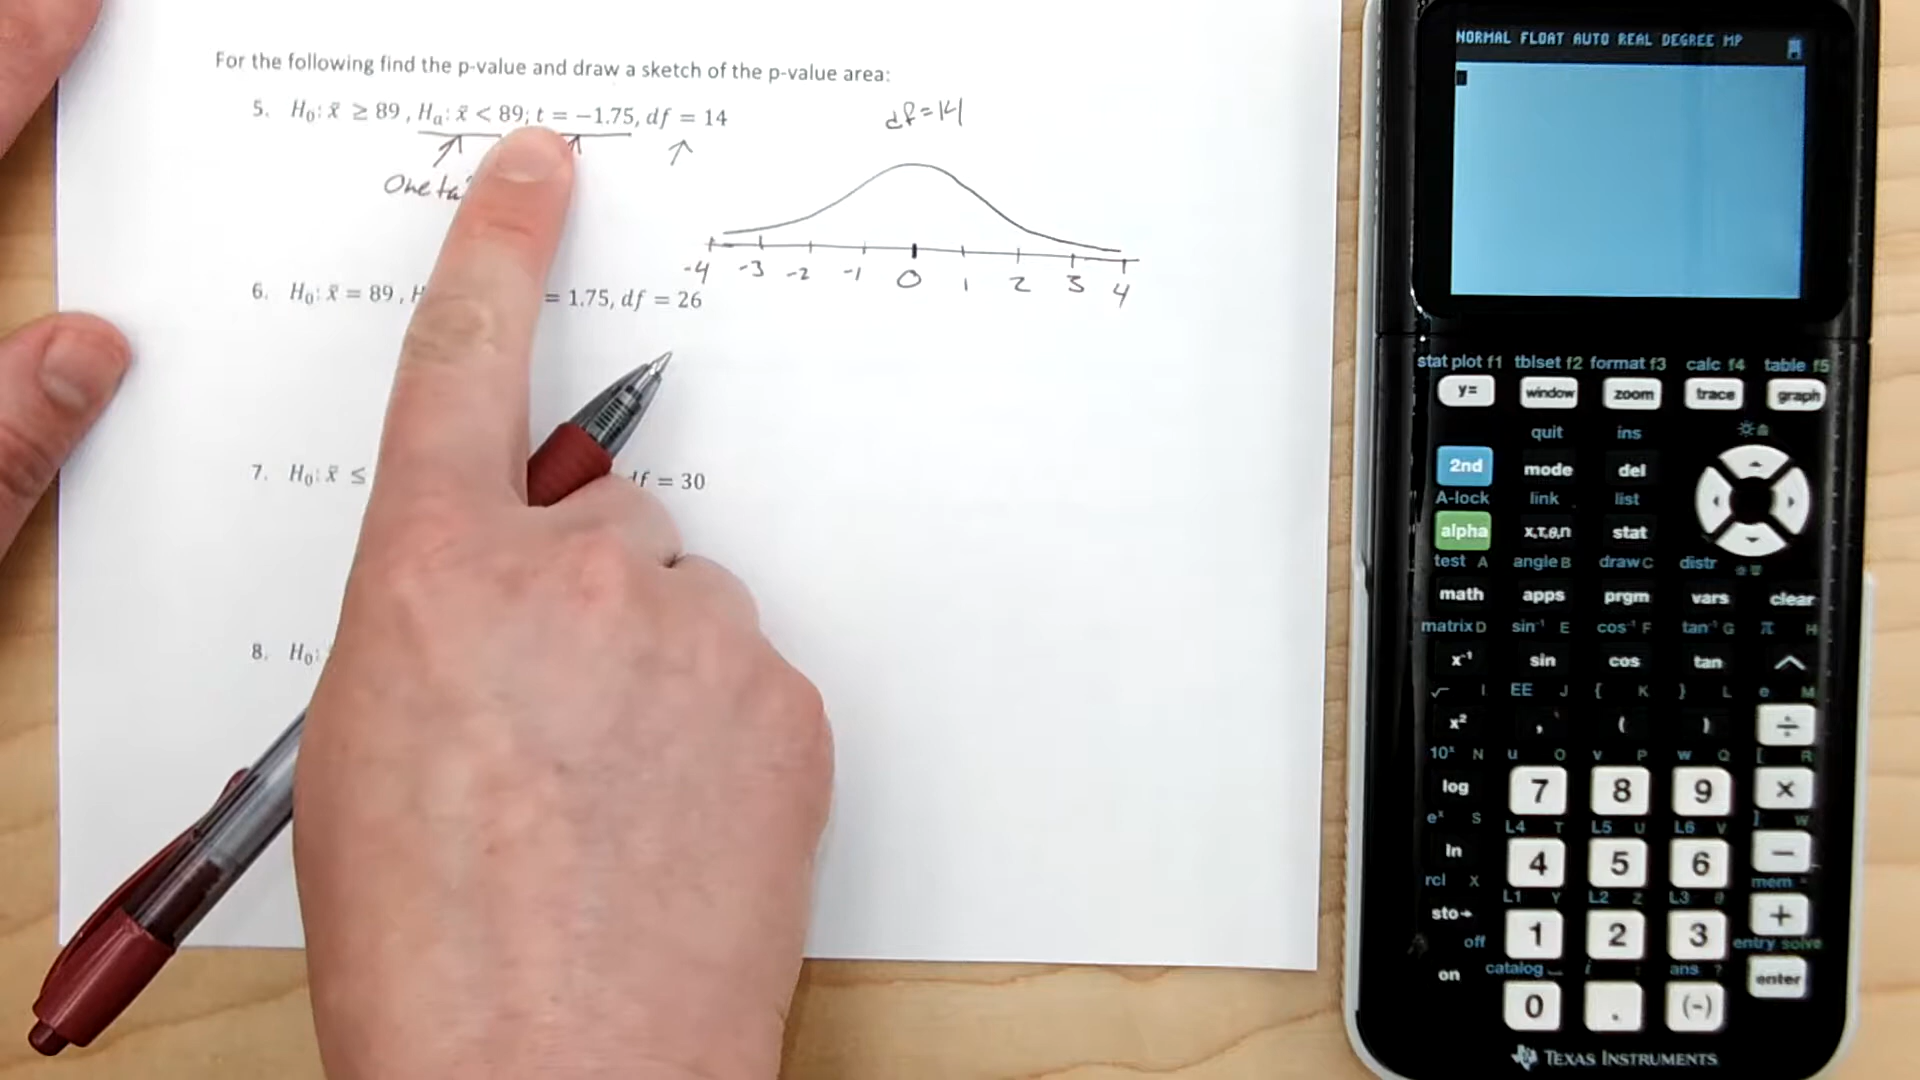 For the following find the p-value and draw a sketch of the p-value area:
5. H₀: x̄ ≥ 89, Hₐ: x̄ < 89; t = −1.75, df = 14
df = 14
One
-4 -3 -2 -1 0 1 2 3 4
6. H₀: x̄ = 89, = 1.75, df = 26
7. H₀: x̄ ≤ df = 30
8. H₀:
NORMAL FLOAT AUTO REAL DEGREE MP
stat plot f1 tblset f2 format f3 calc f4 table f5
y= window zoom trace graph
quit ins
2nd mode del
A-lock link list
alpha X,T,θ,n stat
test A angle B draw C distr
math apps prgm vars clear
matrix D sin⁻¹ E cos⁻¹ F tan⁻¹ G π H
x⁻¹ sin cos tan ^
√ I EE J { K } L e M
x² , ( ) ÷
10ˣ N u O v P w Q [ R
log 7 8 9 ×
eˣ S L4 T L5 U L6 V ] W
ln 4 5 6 −
rcl X L1 Y L2 Z L3 θ mem "
sto→ 1 2 3 +
off catalog _ i : ans ? entry solve
on 0 . (-) enter
TEXAS INSTRUMENTS